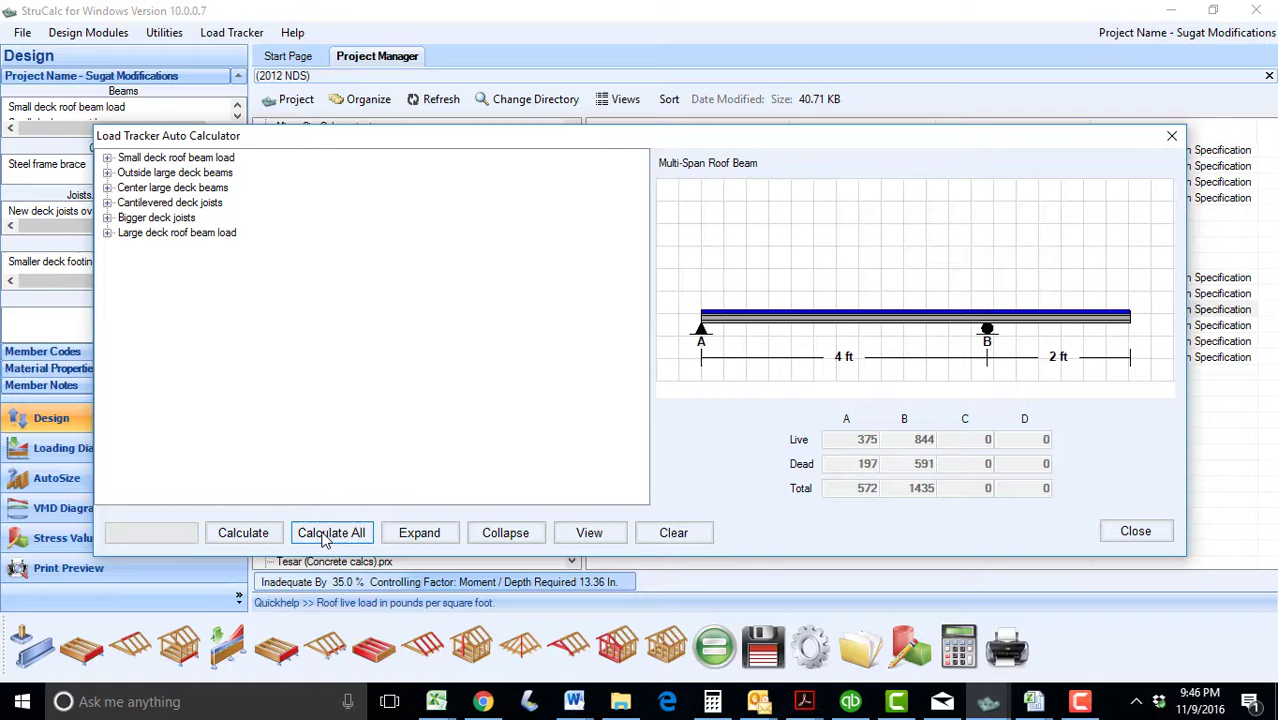 StruCalc for Windows Version 10.0.0.7
File Design Modules Utilities Load Tracker Help
Project Name - Sugat Modifications
Design
Start Page
Project Manager
Project Name - Sugat Modifications
(2012 NDS)
Beams
Small deck roof beam load
Project Organize Refresh Change Directory Views Sort Date Modified: Size: 40.71 KB
Load Tracker Auto Calculator
Small deck roof beam load
Outside large deck beams
Center large deck beams
Cantilevered deck joists
Bigger deck joists
Large deck roof beam load
Multi-Span Roof Beam
A
B
4 ft
2 ft
A B C D
Live 375 844 0 0
Dead 197 591 0 0
Total 572 1435 0 0
Calculate Calculate All Expand Collapse View Clear Close
Steel frame brace
Joists,
New deck joists ov
Smaller deck footin
Member Codes
Material Properti
Member Notes
Design
Loading Dia
AutoSize
VMD Diagra
Stress Valu
Print Preview
n Specification
n Specification
n Specification
n Specification
n Specification
n Specification
n Specification
n Specification
n Specification
n Specification
Tesar (Concrete calcs).prx
Inadequate By 35.0 % Controlling Factor: Moment / Depth Required 13.36 In.
Quickhelp >> Roof live load in pounds per square foot.
Ask me anything
9:46 PM
11/9/2016